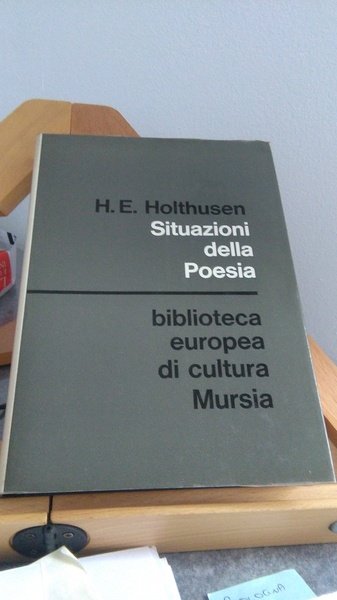 H. E. Holthusen
Situazioni
della
Poesia
biblioteca
europea
di cultura
Mursia